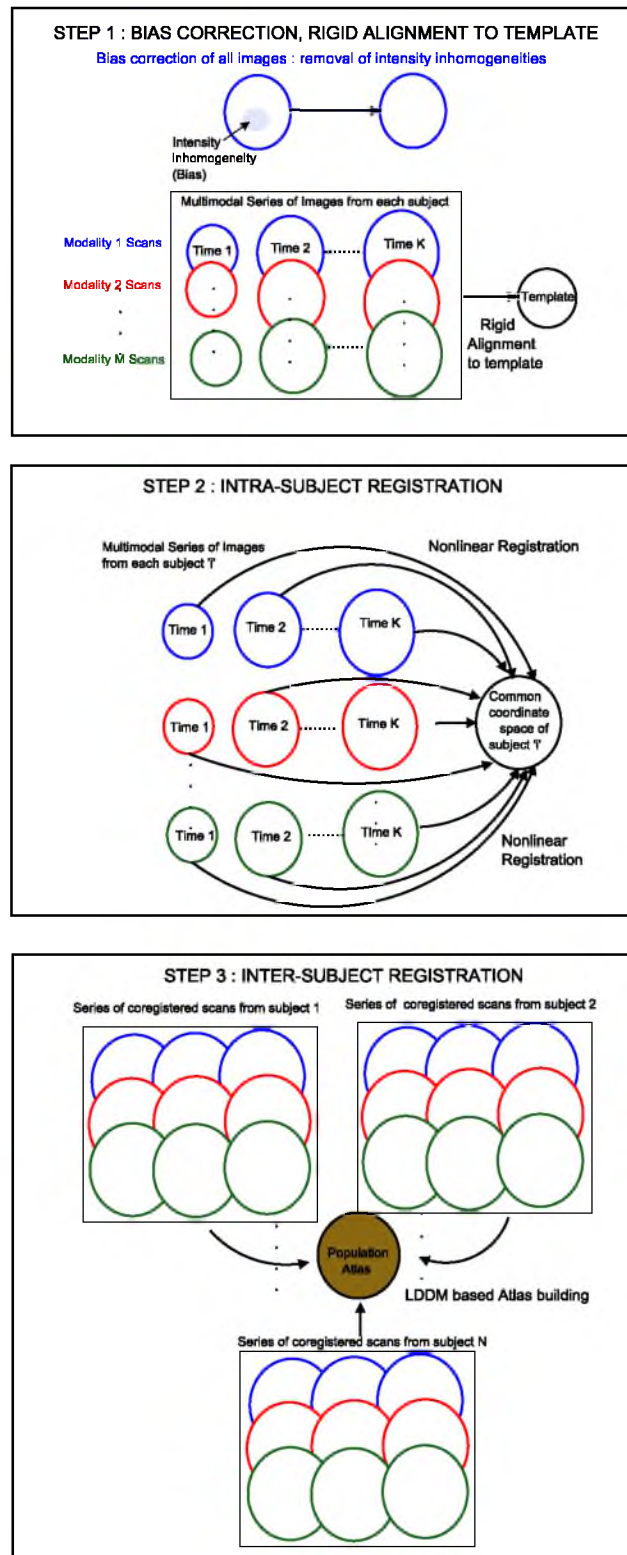 STEP 1 : BIAS CORRECTION, RIGID ALIGNMENT TO TEMPLATE
Bias correction of all images : removal of intensity inhomogeneities
Intensity
Inhomogeneity
(Bias)
Multimodal Series of Images from each subject
Modality 1 Scans
Time 1
Time 2
Time K
Modality 2 Scans
Modality M Scans
Template
Rigid
Alignment
to template
STEP 2 : INTRA-SUBJECT REGISTRATION
Multimodal Series of Images
from each subject 'i'
Nonlinear Registration
Time 1
Time 2
Time K
Time 1
Time 2
Time K
Common
coordinate
space of
subject 'i'
Time 1
Time 2
Time K
Nonlinear
Registration
STEP 3 : INTER-SUBJECT REGISTRATION
Series of coregistered scans from subject 1
Series of coregistered scans from subject 2
Population
Atlas
LDDM based Atlas building
Series of coregistered scans from subject N